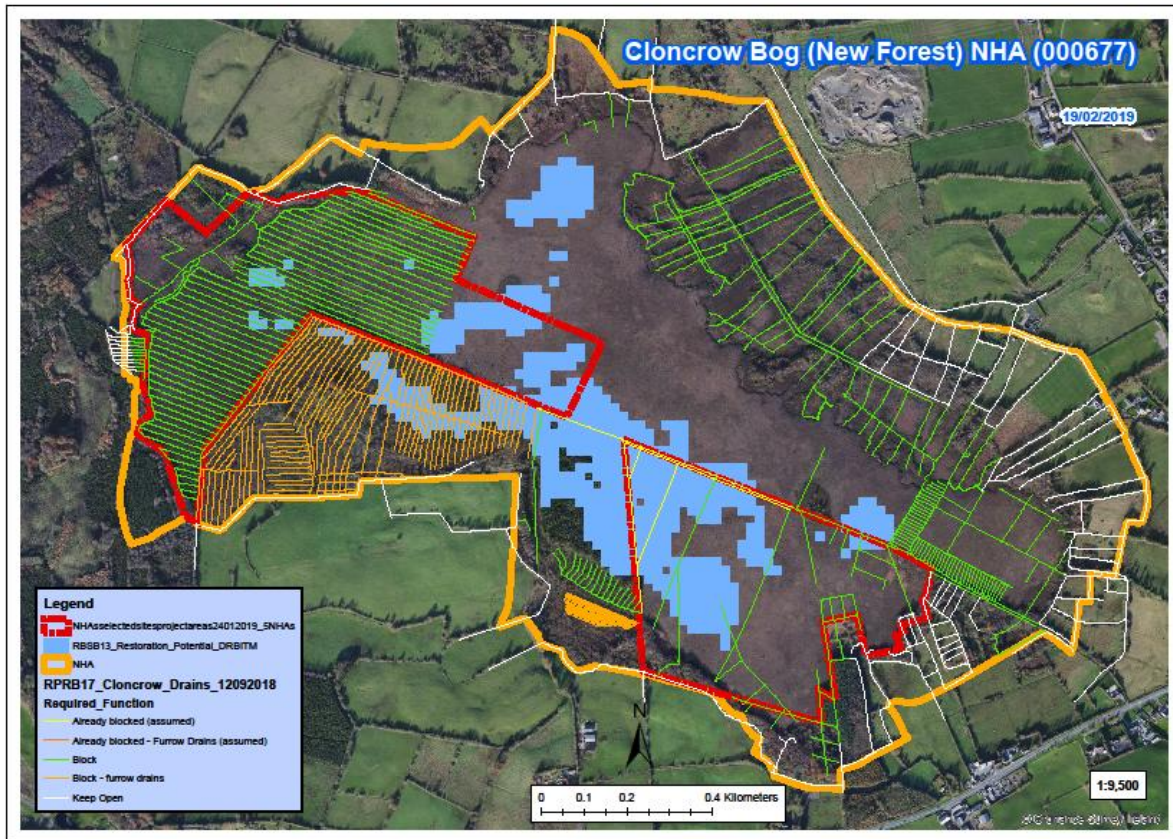 Cloncrow Bog (New Forest) NHA (000677)
19/02/2019
Legend
NHAsselectedsitesprojectareas24012019_5NHAs
RBSB13_Restoration_Potential_DRBITM
NHA
RPRB17_Cloncrow_Drains_12092018
Required_Function
Already blocked (assumed)
Already blocked - Furrow Drains (assumed)
Block
Block - furrow drains
Keep Open
N
0 0.1 0.2 0.4 Kilometers
1:9,500